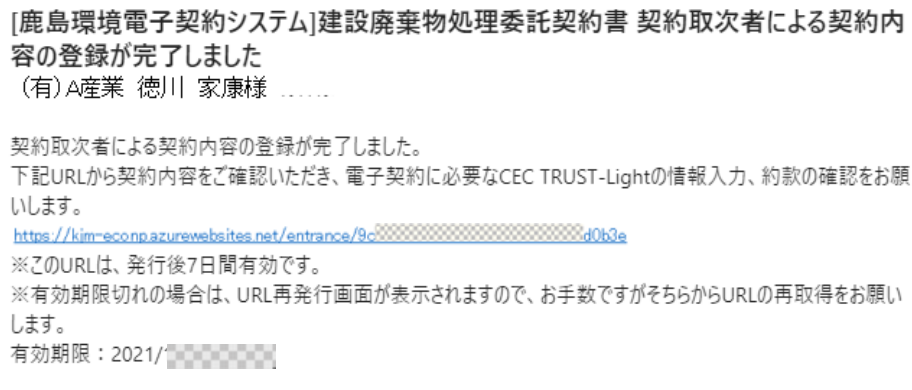 [鹿島環境電子契約システム]建設廃棄物処理委託契約書 契約取次者による契約内
容の登録が完了しました
(有)A産業 徳川 家康様
契約取次者による契約内容の登録が完了しました。
下記URLから契約内容をご確認いただき、電子契約に必要なCEC TRUST-Lightの情報入力、約款の確認をお願
いします。
https://kjm-econp.azurewebsites.net/entrance/9c d0b3e
※このURLは、発行後7日間有効です。
※有効期限切れの場合は、URL再発行画面が表示されますので、お手数ですがそちらからURLの再取得をお願い
します。
有効期限:2021/